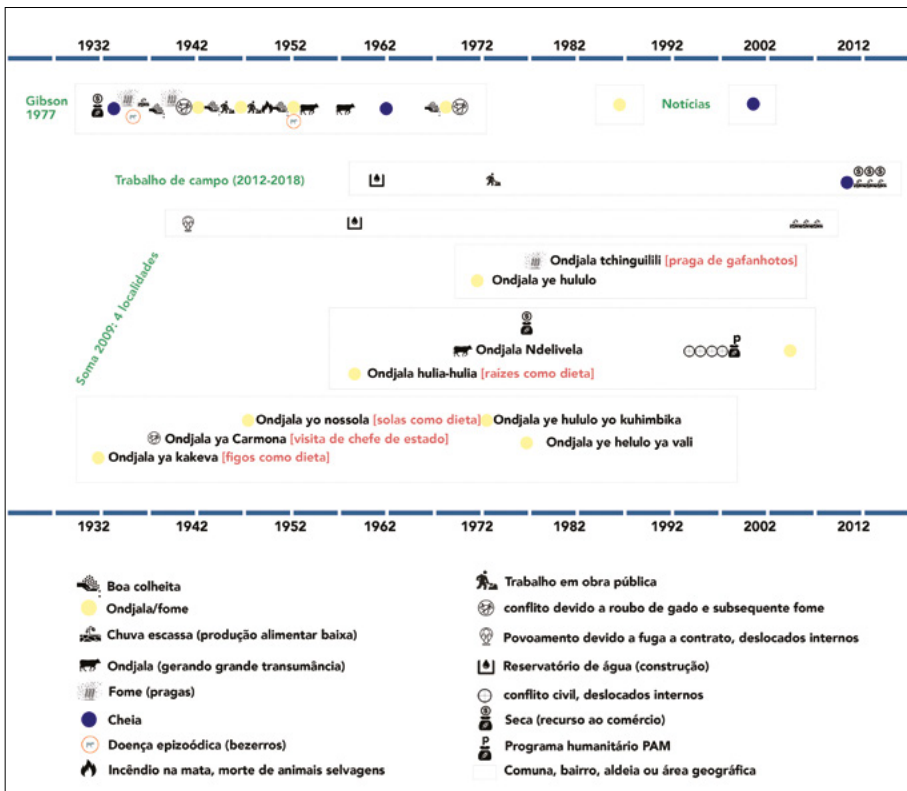 1932 1942 1952 1962 1972 1982 1992 2002 2012
Gibson
1977
Notícias
Trabalho de campo (2012-2018)
Soma 2009: 4 localidades
Ondjala tchinguilili [praga de gafanhotos]
Ondjala ye hululo
Ondjala Ndelivela
P
Ondjala hulia-hulia [raízes como dieta]
Ondjala yo nossola [solas como dieta] Ondjala ye hululo yo kuhimbika
Ondjala ya Carmona [visita de chefe de estado]
Ondjala ye helulo ya vali
Ondjala ya kakeva [figos como dieta]
1932 1942 1952 1962 1972 1982 1992 2002 2012
Boa colheita
Ondjala/fome
Chuva escassa (produção alimentar baixa)
Ondjala (gerando grande transumância)
Fome (pragas)
Cheia
Doença epizoódica (bezerros)
Incêndio na mata, morte de animais selvagens
Trabalho em obra pública
conflito devido a roubo de gado e subsequente fome
Povoamento devido a fuga a contrato, deslocados internos
Reservatório de água (construção)
conflito civil, deslocados internos
Seca (recurso ao comércio)
P
Programa humanitário PAM
Comuna, bairro, aldeia ou área geográfica